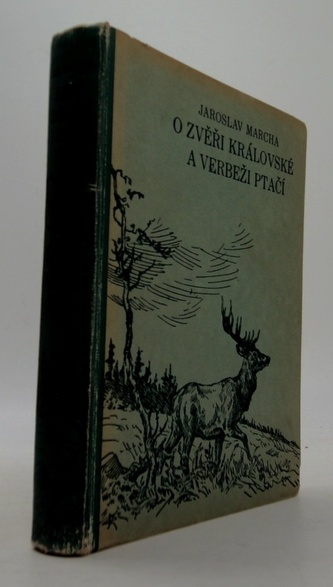 JAROSLAV MARCHA
O ZVĚŘI KRÁLOVSKÉ
A VERBEŽI PTAČÍ